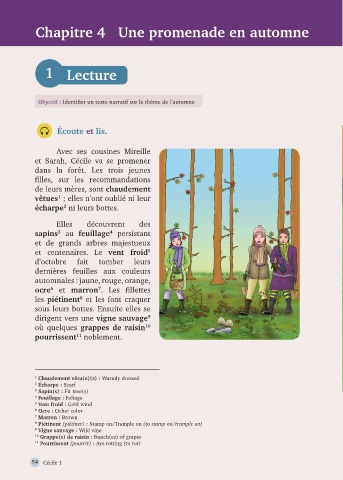 Chapitre 4 Une promenade en automne
1 Lecture
Objectif : Identifier un texte narratif sur le thème de l'automne
Écoute et lis.
Avec ses cousines Mireille
et Sarah, Cécile va se promener
dans la forêt. Les trois jeunes
filles, sur les recommandations
de leurs mères, sont chaudement
vêtues¹ ; elles n'ont oublié ni leur
écharpe² ni leurs bottes.
Elles découvrent des
sapins³ au feuillage⁴ persistant
et de grands arbres majestueux
et centenaires. Le vent froid⁵
d'octobre fait tomber leurs
dernières feuilles aux couleurs
automnales : jaune, rouge, orange,
ocre⁶ et marron⁷. Les fillettes
les piétinent⁸ et les font craquer
sous leurs bottes. Ensuite elles se
dirigent vers une vigne sauvage⁹
où quelques grappes de raisin¹⁰
pourrissent¹¹ noblement.
¹ Chaudement vêtu(e)(s) : Warmly dressed
² Écharpe : Scarf
³ Sapin(s) : Fir tree(s)
⁴ Feuillage : Foliage
⁵ Vent froid : Cold wind
⁶ Ocre : Ocher color
⁷ Marron : Brown
⁸ Piétinent (piétiner) : Stamp on/Trample on (to stamp on/trample on)
⁹ Vigne sauvage : Wild vine
¹⁰ Grappe(s) de raisin : Bunch(es) of grapes
¹¹ Pourrissent (pourrir) : Are rotting (to rot)
54 Cécile 1